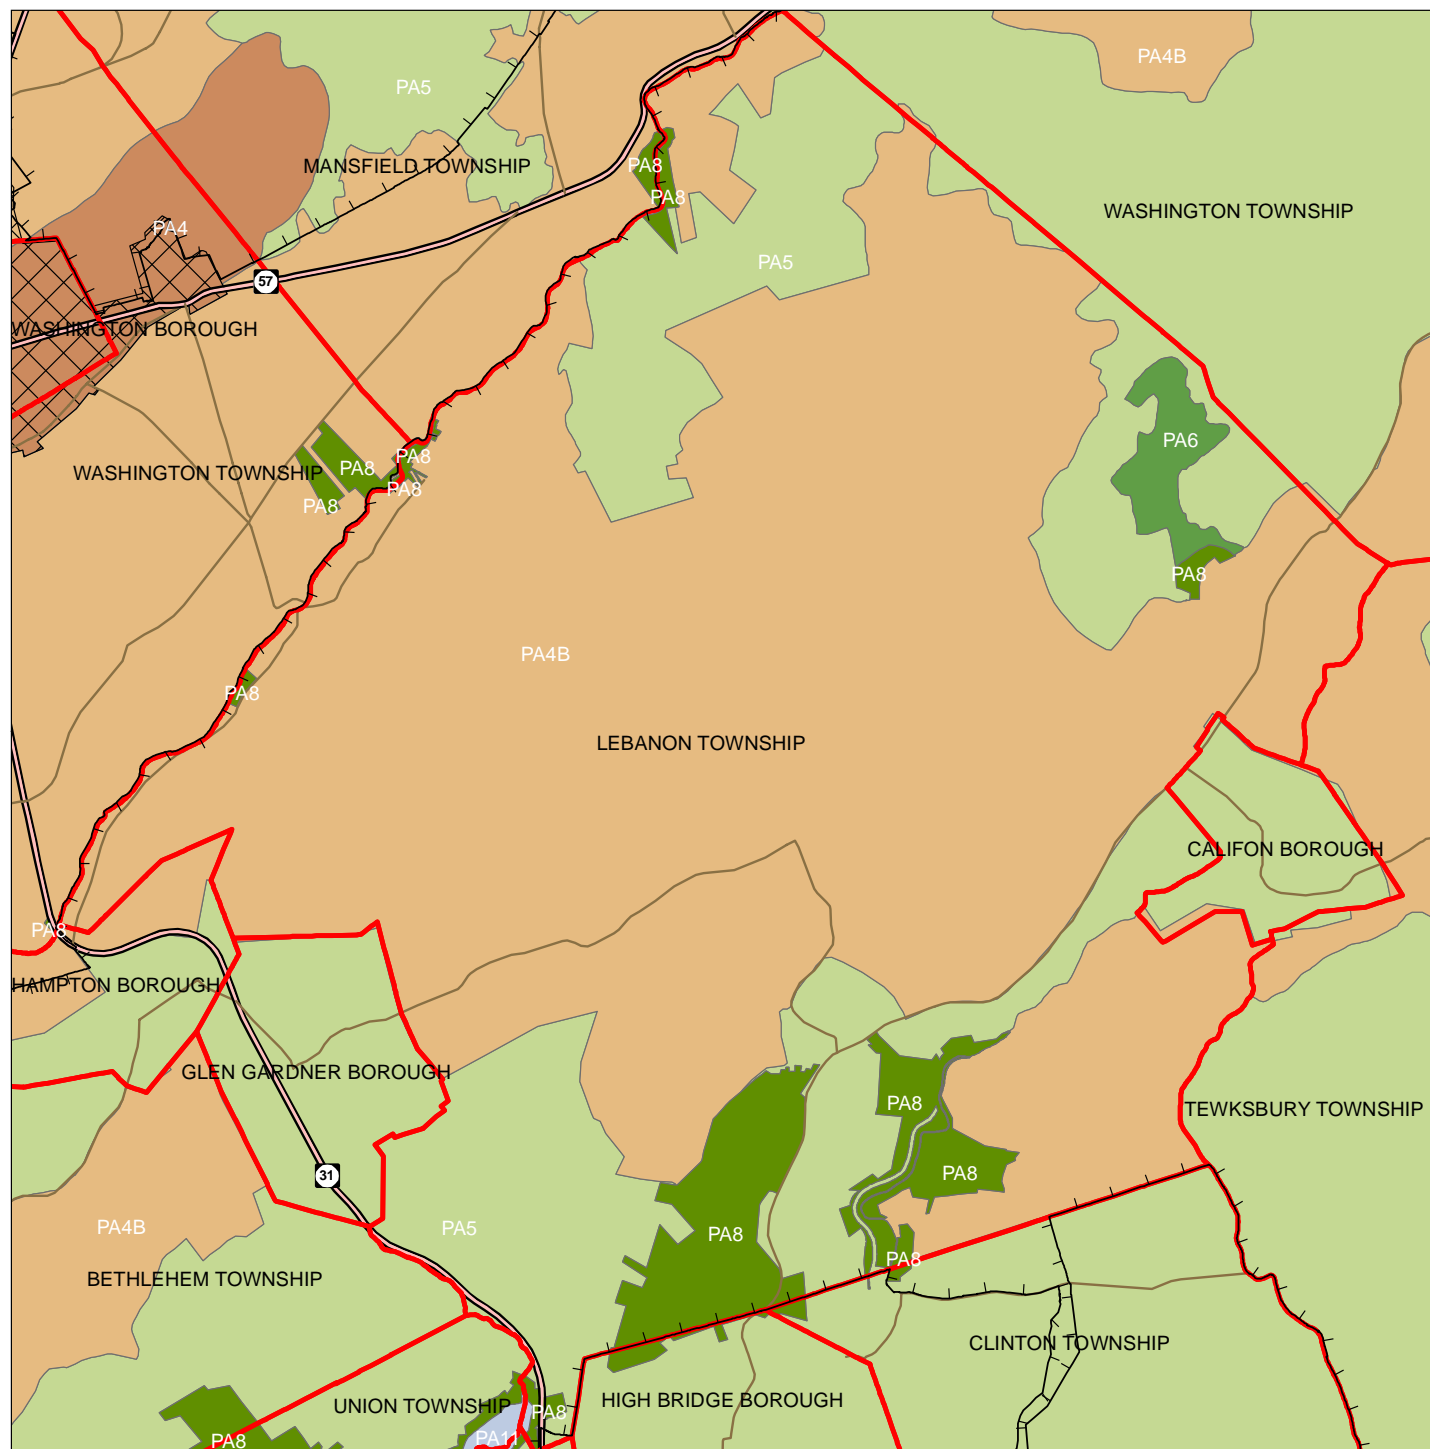 PA4B
PA5
MANSFIELD TOWNSHIP
PA8
PA8
WASHINGTON TOWNSHIP
PA4
PA5
57
WASHINGTON BOROUGH
PA6
PA8
PA8
WASHINGTON TOWNSHIP
PA8
PA8
PA8
PA4B
PA8
LEBANON TOWNSHIP
CALIFON BOROUGH
PA8
HAMPTON BOROUGH
GLEN GARDNER BOROUGH
PA8
TEWKSBURY TOWNSHIP
PA8
31
PA4B
PA5
PA8
PA8
BETHLEHEM TOWNSHIP
CLINTON TOWNSHIP
UNION TOWNSHIP
HIGH BRIDGE BOROUGH
PA8
PA8
PA11